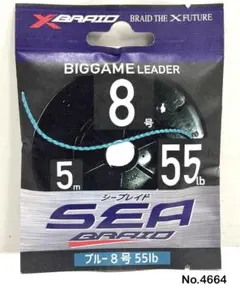 X BRAID
BRAID THE X FUTURE
BIGGAME LEADER
8号
5m
55lb
シーブレイド
SEA
BRAID
ブルー 8号 55lb
No.4664